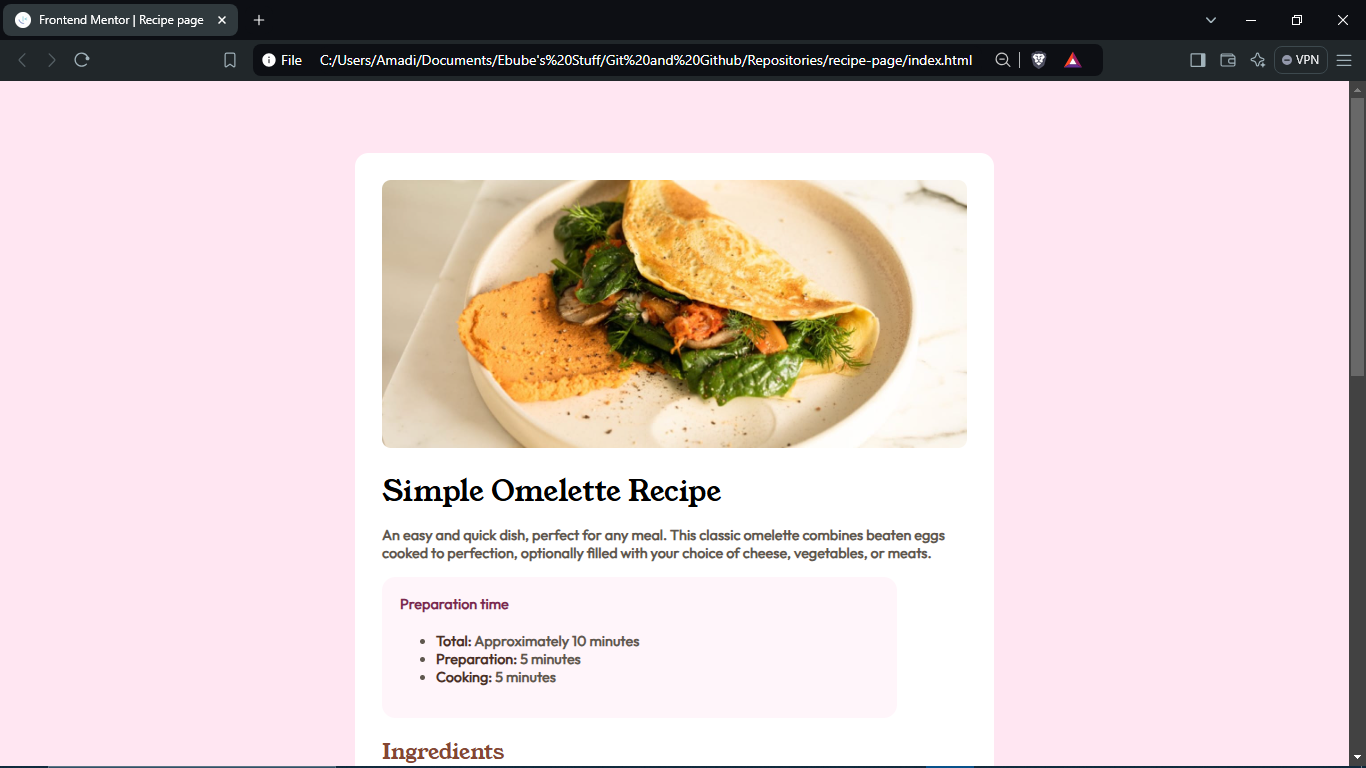 Frontend Mentor | Recipe page
File C:/Users/Amadi/Documents/Ebube's%20Stuff/Git%20and%20Github/Repositories/recipe-page/index.html
VPN
Simple Omelette Recipe
An easy and quick dish, perfect for any meal. This classic omelette combines beaten eggs
cooked to perfection, optionally filled with your choice of cheese, vegetables, or meats.
Preparation time
• Total: Approximately 10 minutes
• Preparation: 5 minutes
• Cooking: 5 minutes
Ingredients